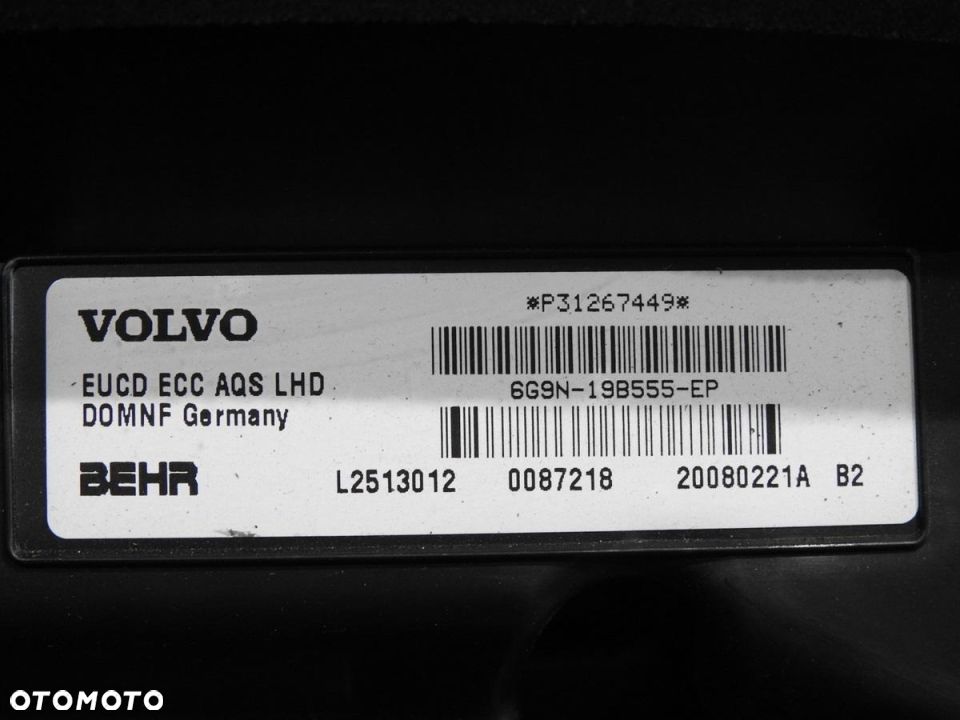 *P31267449*
VOLVO
EUCD ECC AQS LHD
6G9N-19B555-EP
DOMNF Germany
BEHR
L2513012 0087218 20080221A B2
OTOMOTO